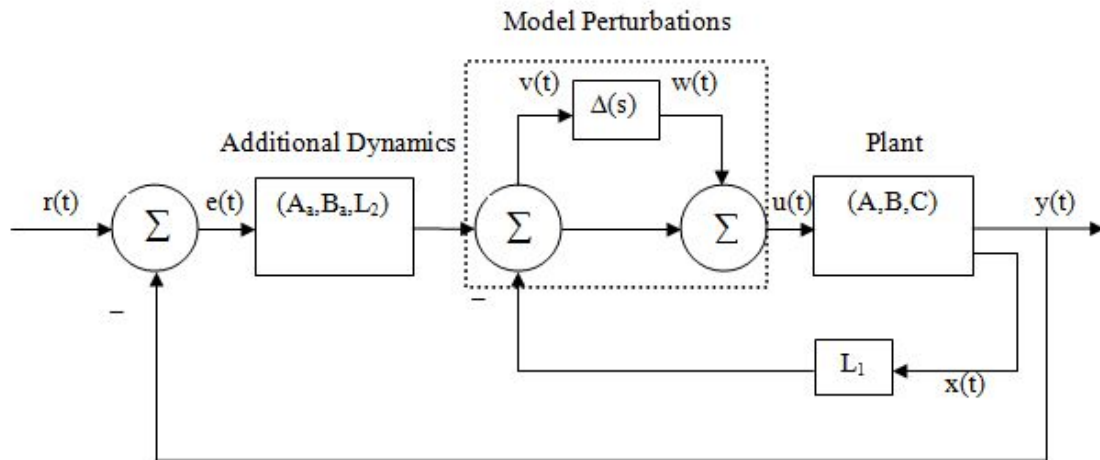 Model Perturbations
v(t)
w(t)
Δ(s)
Additional Dynamics
Plant
r(t)
e(t)
(Aₐ,Bₐ,L₂)
u(t)
(A,B,C)
y(t)
Σ
Σ
Σ
–
–
L₁
x(t)